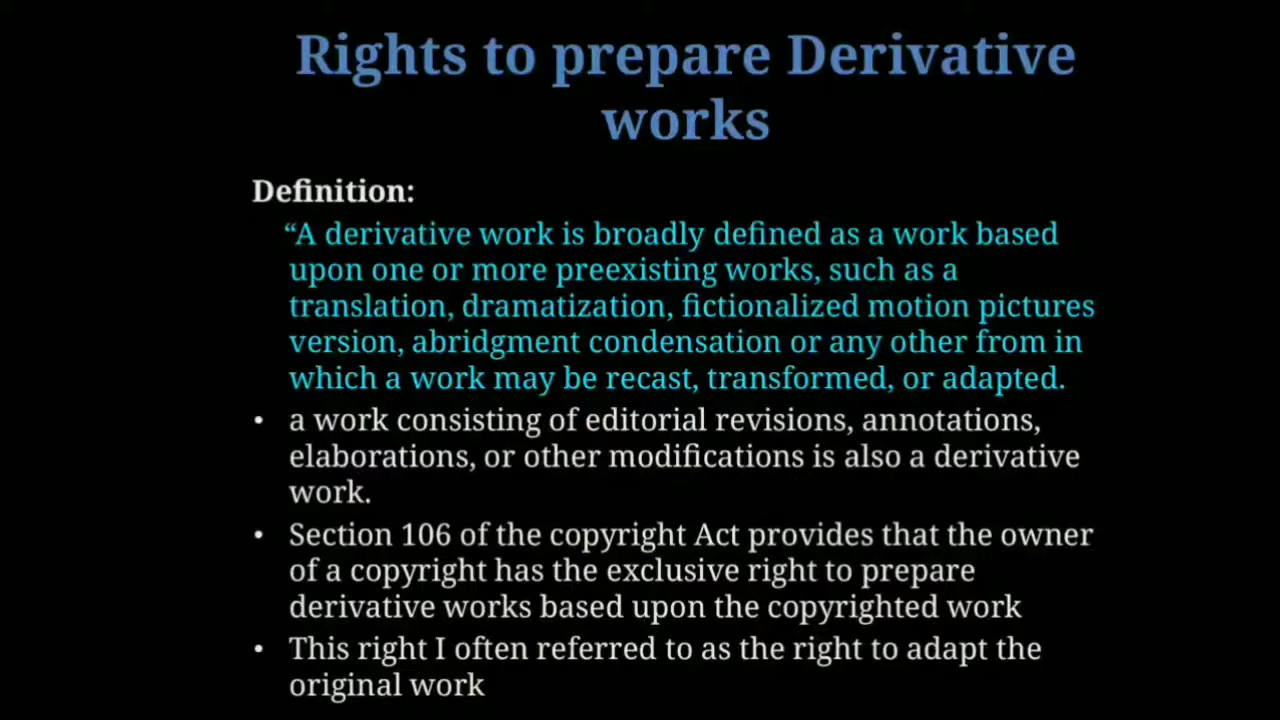 Rights to prepare Derivative
works
Definition:
“A derivative work is broadly defined as a work based
upon one or more preexisting works, such as a
translation, dramatization, fictionalized motion pictures
version, abridgment condensation or any other from in
which a work may be recast, transformed, or adapted.
• a work consisting of editorial revisions, annotations,
elaborations, or other modifications is also a derivative
work.
• Section 106 of the copyright Act provides that the owner
of a copyright has the exclusive right to prepare
derivative works based upon the copyrighted work
• This right I often referred to as the right to adapt the
original work